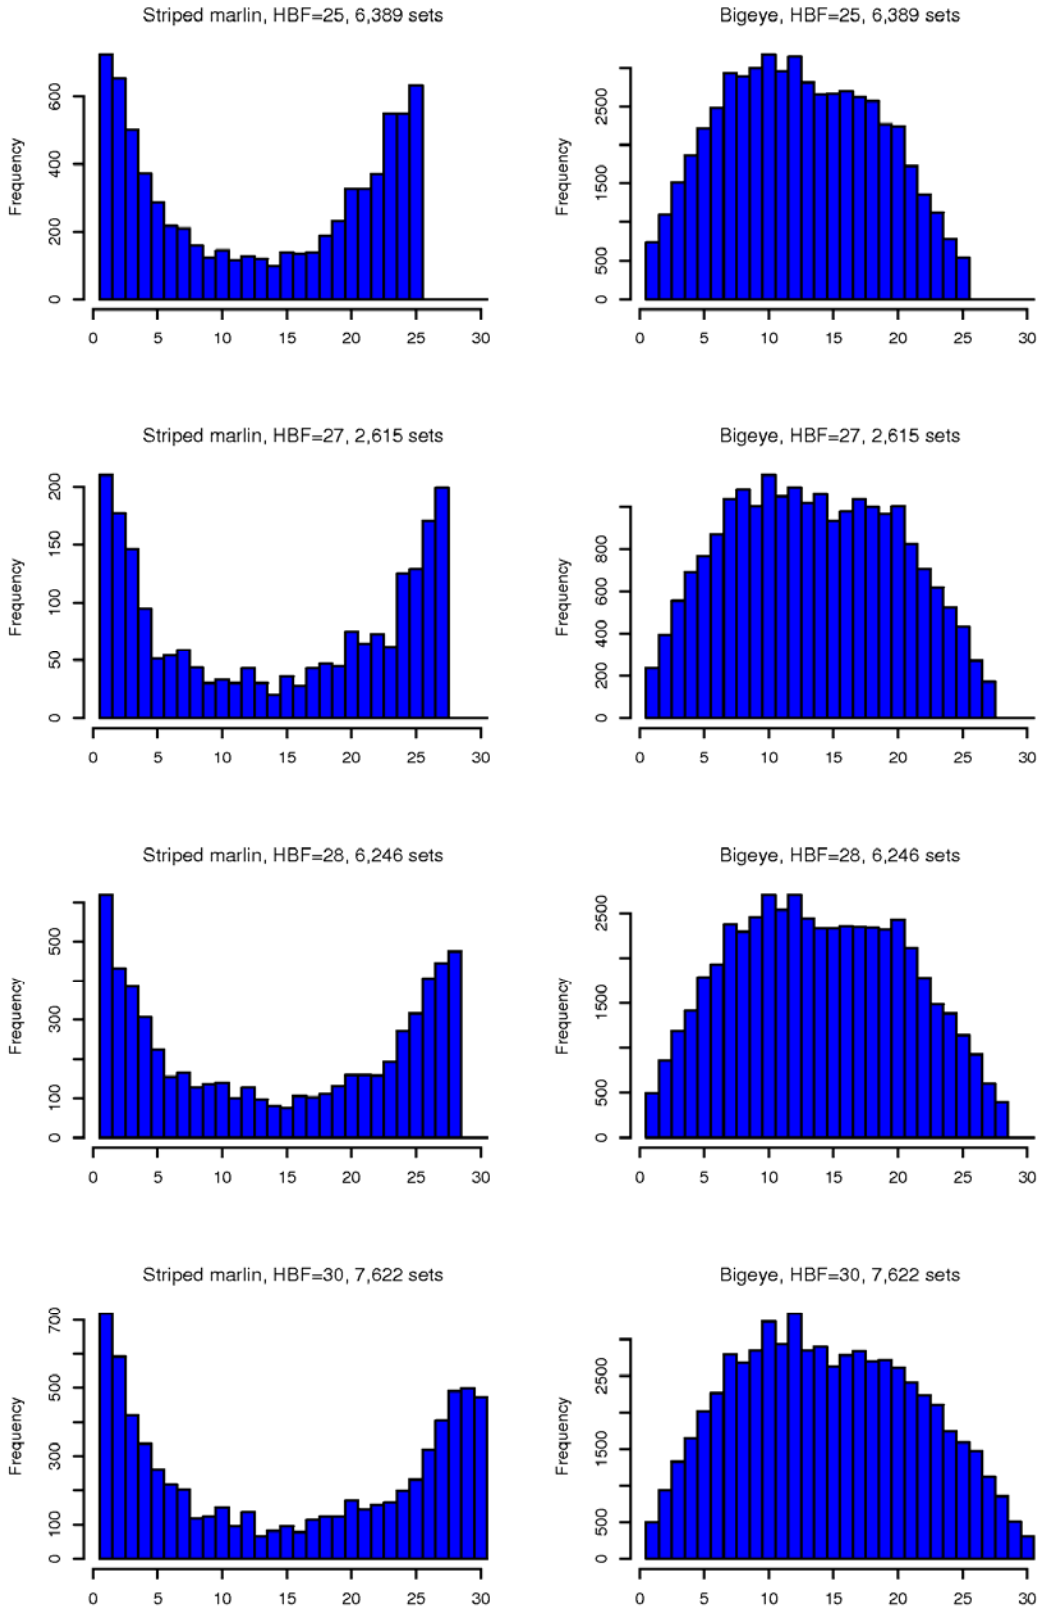 Striped marlin, HBF=25, 6,389 sets
Frequency
0 200 400 600
0 5 10 15 20 25 30
Bigeye, HBF=25, 6,389 sets
Frequency
0 500 1500 2500
0 5 10 15 20 25 30
Striped marlin, HBF=27, 2,615 sets
Frequency
0 50 100 150 200
0 5 10 15 20 25 30
Bigeye, HBF=27, 2,615 sets
Frequency
0 200 400 600 800
0 5 10 15 20 25 30
Striped marlin, HBF=28, 6,246 sets
Frequency
0 100 300 500
0 5 10 15 20 25 30
Bigeye, HBF=28, 6,246 sets
Frequency
0 500 1500 2500
0 5 10 15 20 25 30
Striped marlin, HBF=30, 7,622 sets
Frequency
0 100 300 500 700
0 5 10 15 20 25 30
Bigeye, HBF=30, 7,622 sets
Frequency
0 500 1500 2500
0 5 10 15 20 25 30